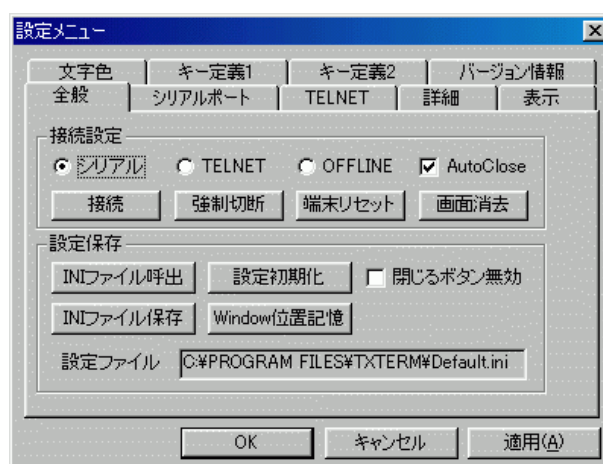 設定メニュー
文字色 キー定義1 キー定義2 バージョン情報
全般 シリアルポート TELNET 詳細 表示
接続設定
シリアル TELNET OFFLINE AutoClose
接続 強制切断 端末リセット 画面消去
設定保存
INIファイル呼出 設定初期化 閉じるボタン無効
INIファイル保存 Window位置記憶
設定ファイル C:¥PROGRAM FILES¥TXTERM¥Default.ini
OK キャンセル 適用(A)